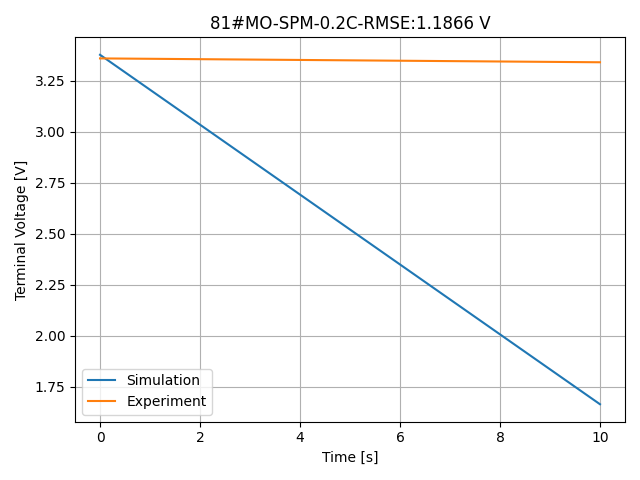 81#MO-SPM-0.2C-RMSE:1.1866 V
Terminal Voltage [V]
3.25
3.00
2.75
2.50
2.25
2.00
1.75
Simulation
Experiment
0 2 4 6 8 10
Time [s]